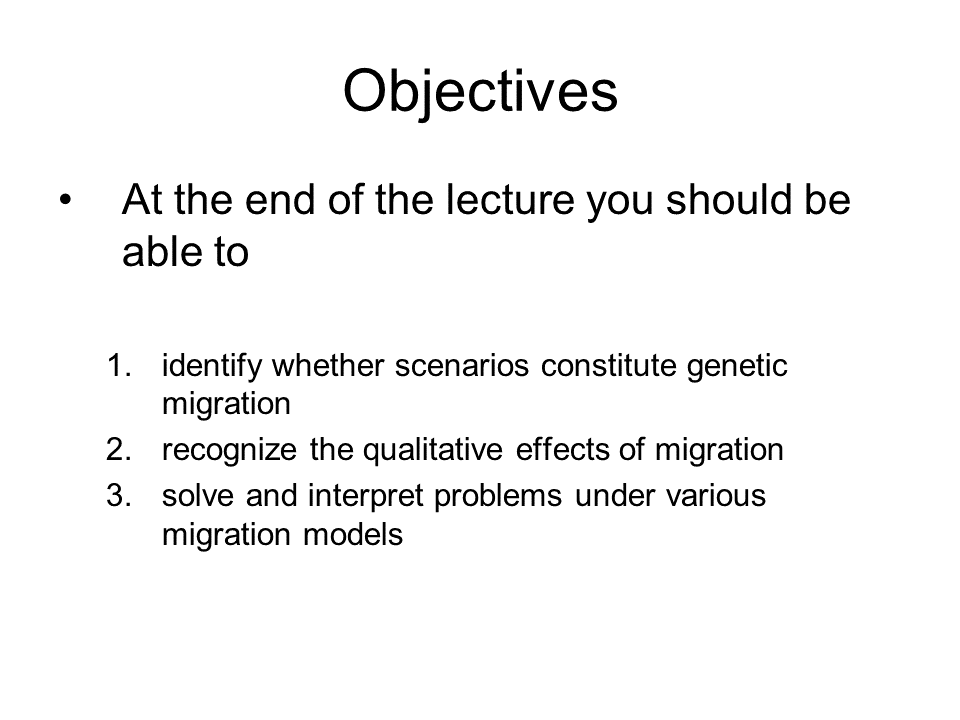 Objectives
• At the end of the lecture you should be
able to
1. identify whether scenarios constitute genetic
migration
2. recognize the qualitative effects of migration
3. solve and interpret problems under various
migration models